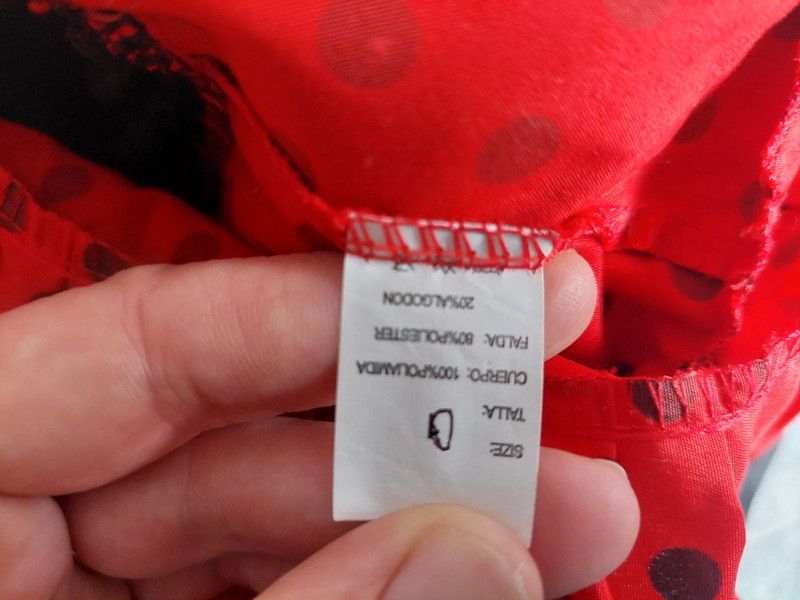 SIZE:
TALLA:
CUERPO: 100%POLIAMIDA
FALDA: 80%POLIESTER
20%ALGODON